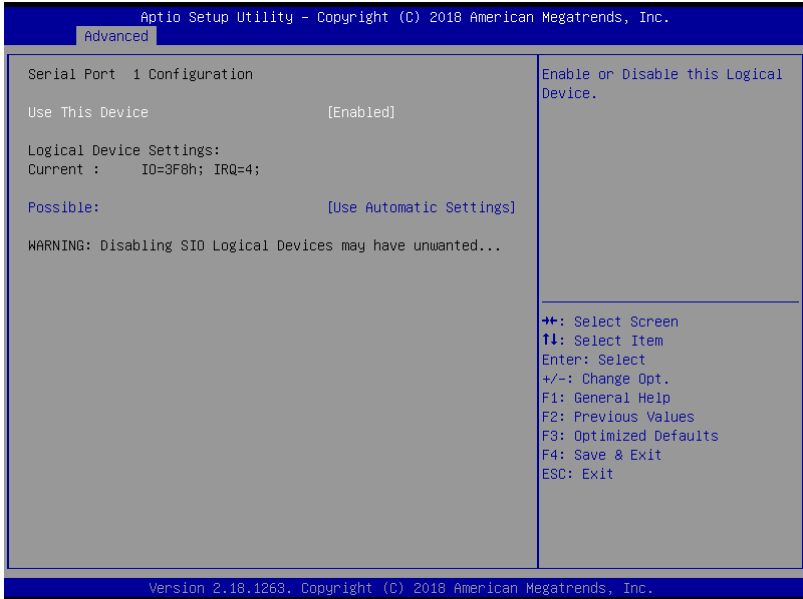 Aptio Setup Utility – Copyright (C) 2018 American Megatrends, Inc.
Advanced
Serial Port 1 Configuration
Use This Device [Enabled]
Logical Device Settings:
Current : IO=3F8h; IRQ=4;
Possible: [Use Automatic Settings]
WARNING: Disabling SIO Logical Devices may have unwanted...
Enable or Disable this Logical
Device.
→←: Select Screen
↑↓: Select Item
Enter: Select
+/-: Change Opt.
F1: General Help
F2: Previous Values
F3: Optimized Defaults
F4: Save & Exit
ESC: Exit
Version 2.18.1263. Copyright (C) 2018 American Megatrends, Inc.